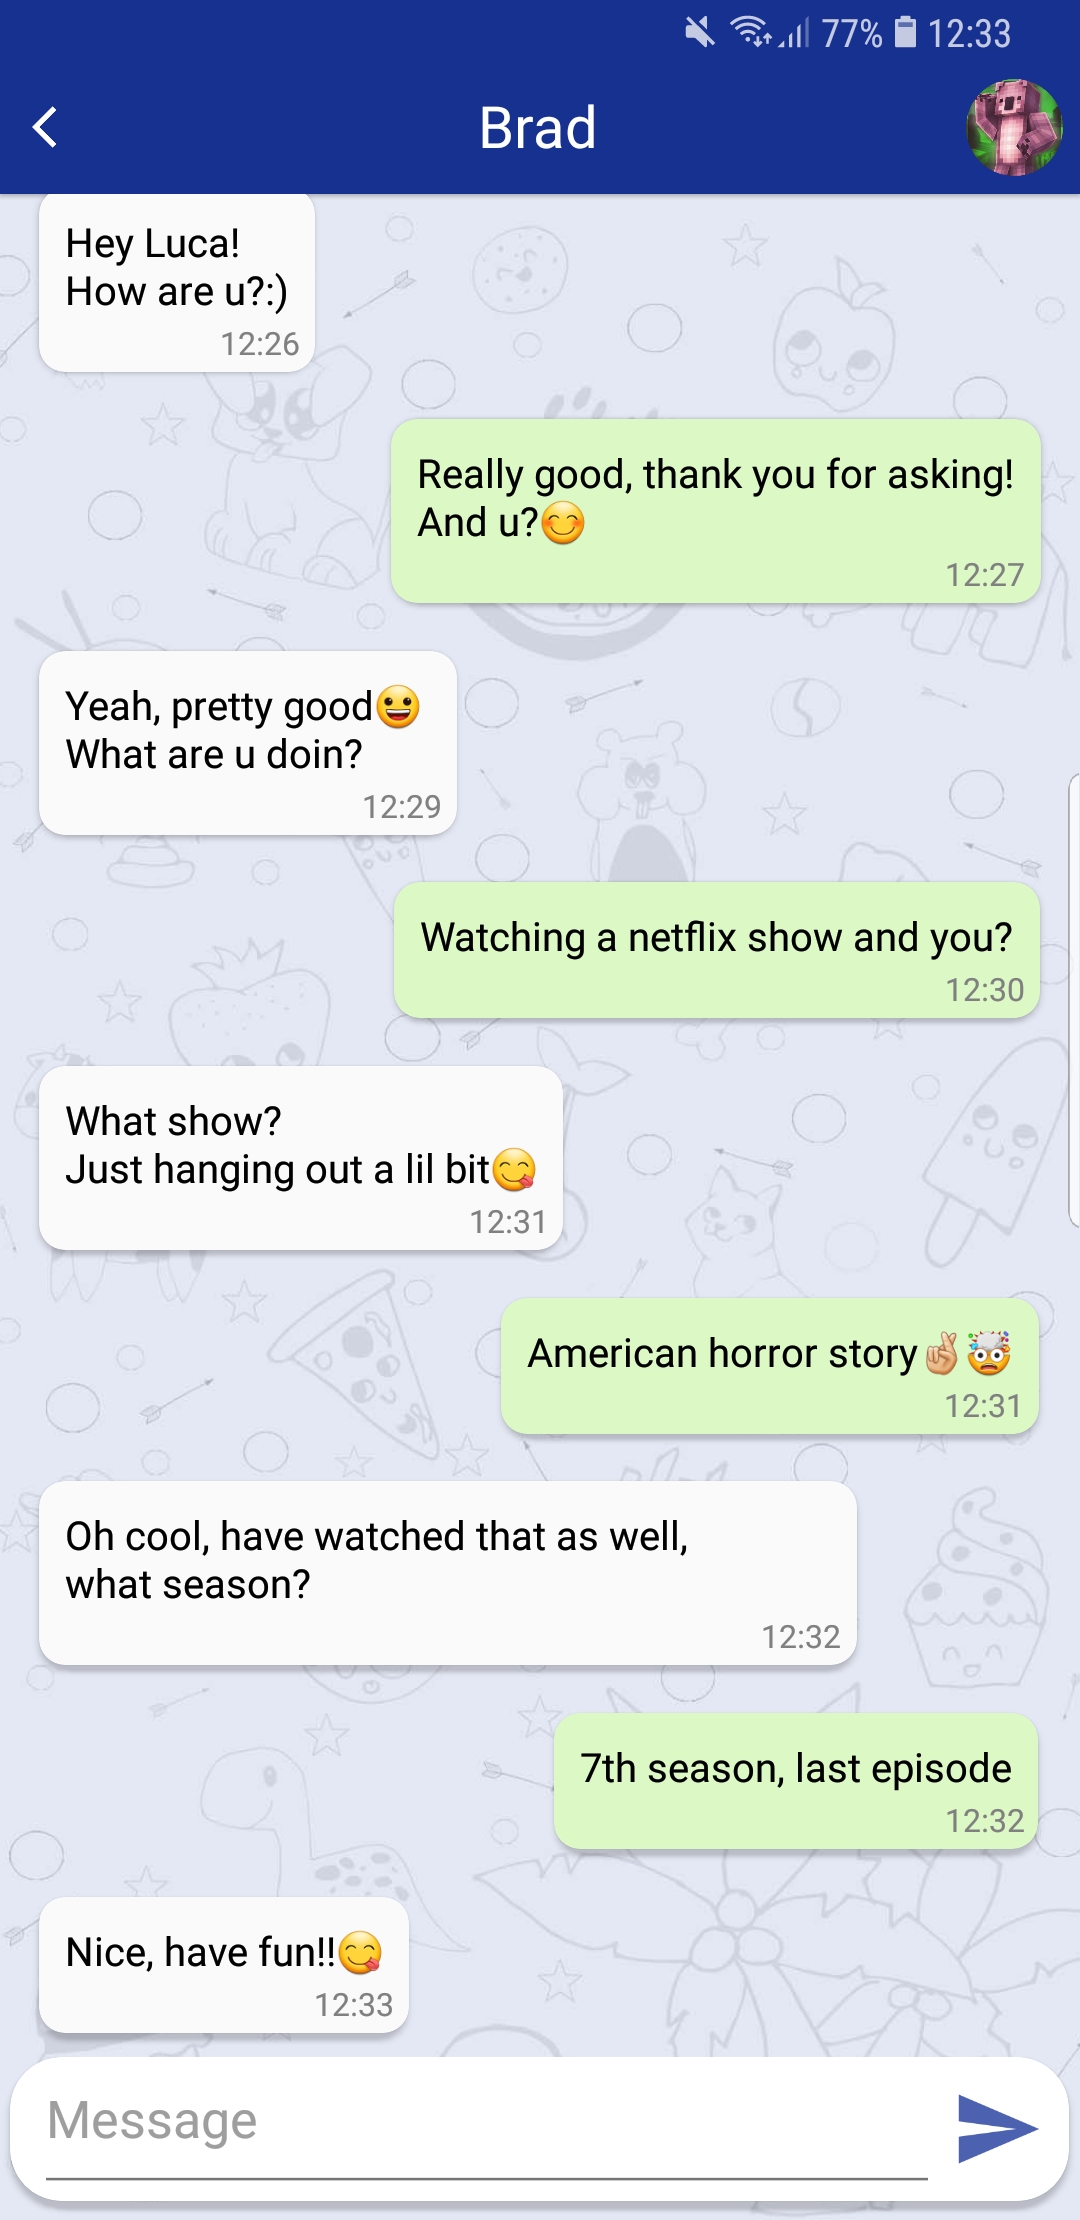 77% 12:33
Brad
Hey Luca!
How are u?:)
12:26
Really good, thank you for asking!
And u?😊
12:27
Yeah, pretty good😀
What are u doin?
12:29
Watching a netflix show and you?
12:30
What show?
Just hanging out a lil bit😋
12:31
American horror story🤞🏼🤯
12:31
Oh cool, have watched that as well,
what season?
12:32
7th season, last episode
12:32
Nice, have fun!!😋
12:33
Message